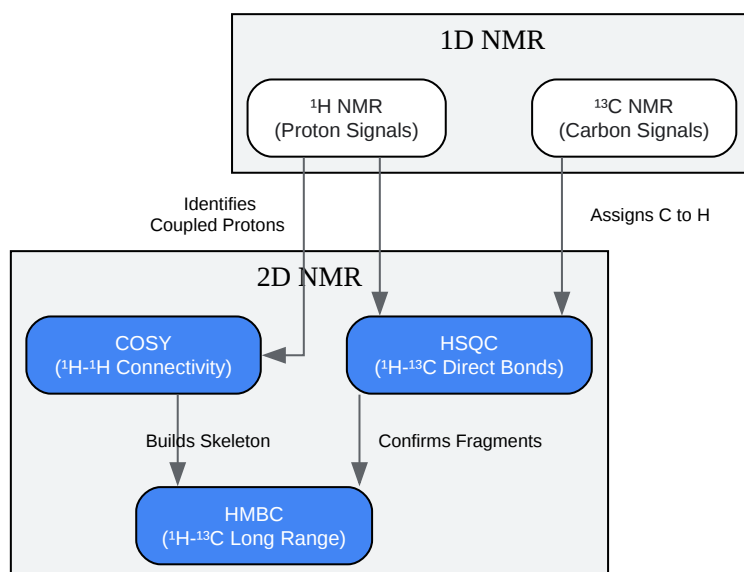 1D NMR
¹H NMR
(Proton Signals)
¹³C NMR
(Carbon Signals)
Identifies
Coupled Protons
Assigns C to H
2D NMR
COSY
(¹H-¹H Connectivity)
HSQC
(¹H-¹³C Direct Bonds)
Builds Skeleton
Confirms Fragments
HMBC
(¹H-¹³C Long Range)